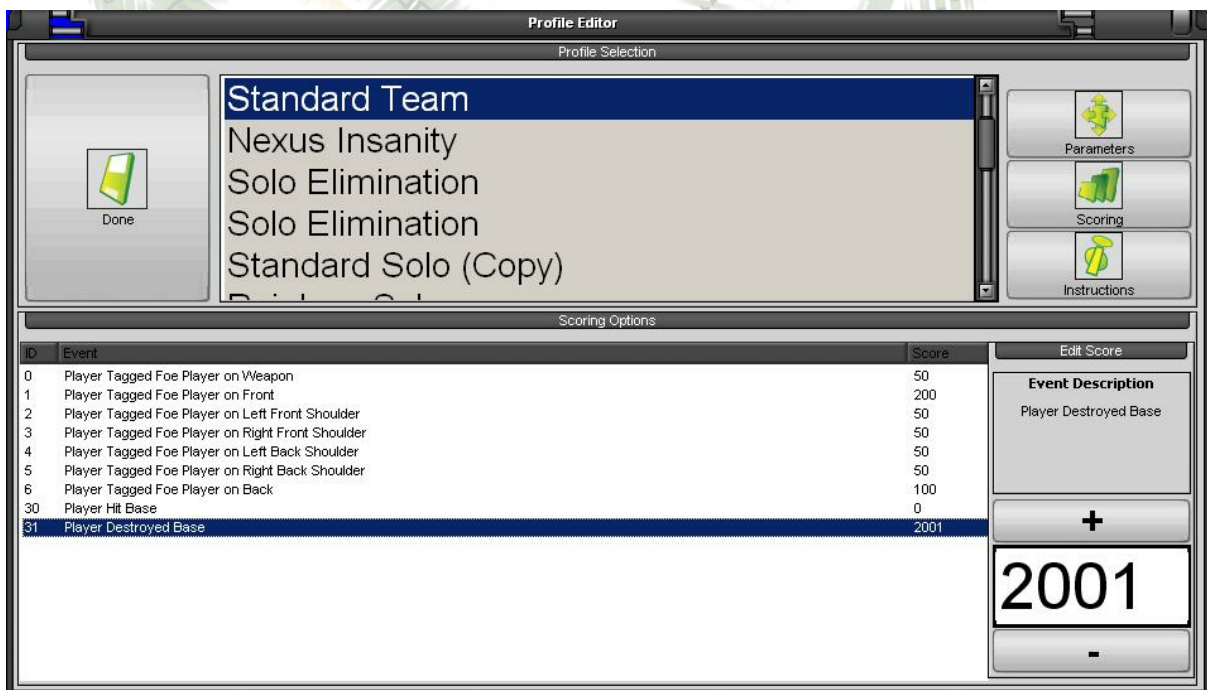 Profile Editor
Profile Selection
Standard Team
Nexus Insanity
Solo Elimination
Solo Elimination
Standard Solo (Copy)
Done
Parameters
Scoring
Instructions
Scoring Options
ID Event Score
0 Player Tagged Foe Player on Weapon 50
1 Player Tagged Foe Player on Front 200
2 Player Tagged Foe Player on Left Front Shoulder 50
3 Player Tagged Foe Player on Right Front Shoulder 50
4 Player Tagged Foe Player on Left Back Shoulder 50
5 Player Tagged Foe Player on Right Back Shoulder 50
6 Player Tagged Foe Player on Back 100
30 Player Hit Base 0
31 Player Destroyed Base 2001
Edit Score
Event Description
Player Destroyed Base
+
2001
-